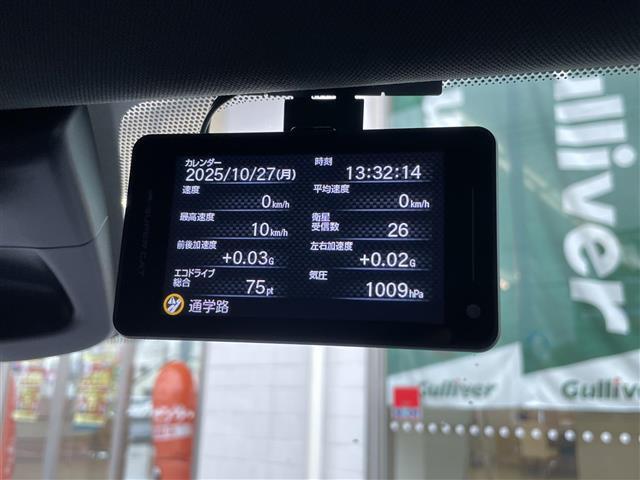 カレンダー 時刻
2025/10/27(月) 13:32:14
速度 平均速度
0km/h 0km/h
最高速度 衛星受信数
10km/h 26
前後加速度 左右加速度
+0.03G +0.02G
エコドライブ総合 気圧
75pt 1009hPa
通学路
SUPER CAT
Gulliver
Gulliver
Gulliver